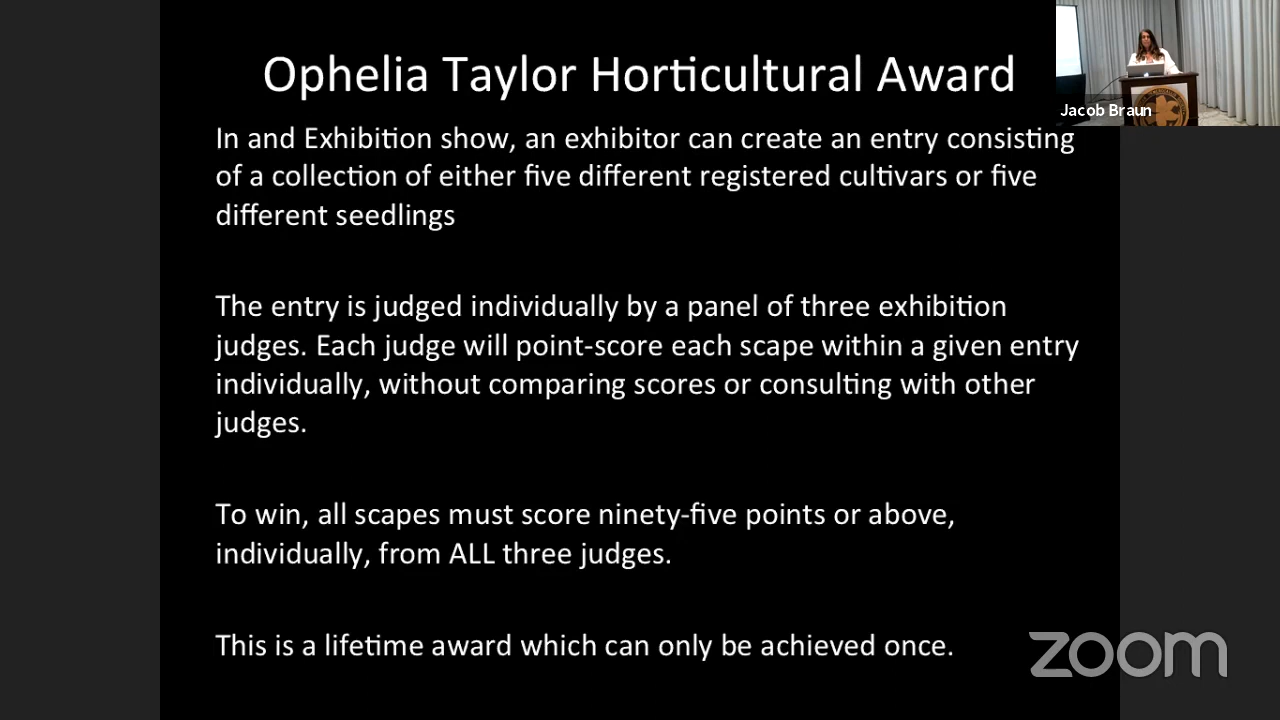 Ophelia Taylor Horticultural Award
Jacob Braun
In and Exhibition show, an exhibitor can create an entry consisting
of a collection of either five different registered cultivars or five
different seedlings
The entry is judged individually by a panel of three exhibition
judges. Each judge will point-score each scape within a given entry
individually, without comparing scores or consulting with other
judges.
To win, all scapes must score ninety-five points or above,
individually, from ALL three judges.
This is a lifetime award which can only be achieved once.
zoom